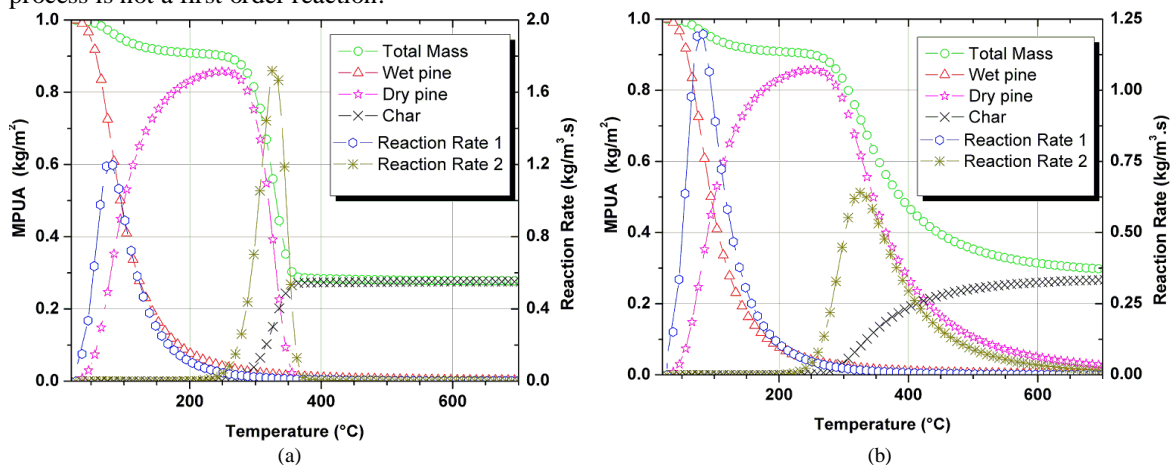 process is not a first order reaction.
MPUA (kg/m²)
1.0
0.8
0.6
0.4
0.2
0.0
Total Mass
Wet pine
Dry pine
Char
Reaction Rate 1
Reaction Rate 2
2.0
1.6
1.2
0.8
0.4
0.0
Reaction Rate (kg/m³.s)
200
400
600
Temperature (°C)
(a)
MPUA (kg/m²)
1.0
0.8
0.6
0.4
0.2
0.0
Total Mass
Wet pine
Dry pine
Char
Reaction Rate 1
Reaction Rate 2
1.25
1.00
0.75
0.50
0.25
0.00
Reaction Rate (kg/m³.s)
200
400
600
Temperature (°C)
(b)